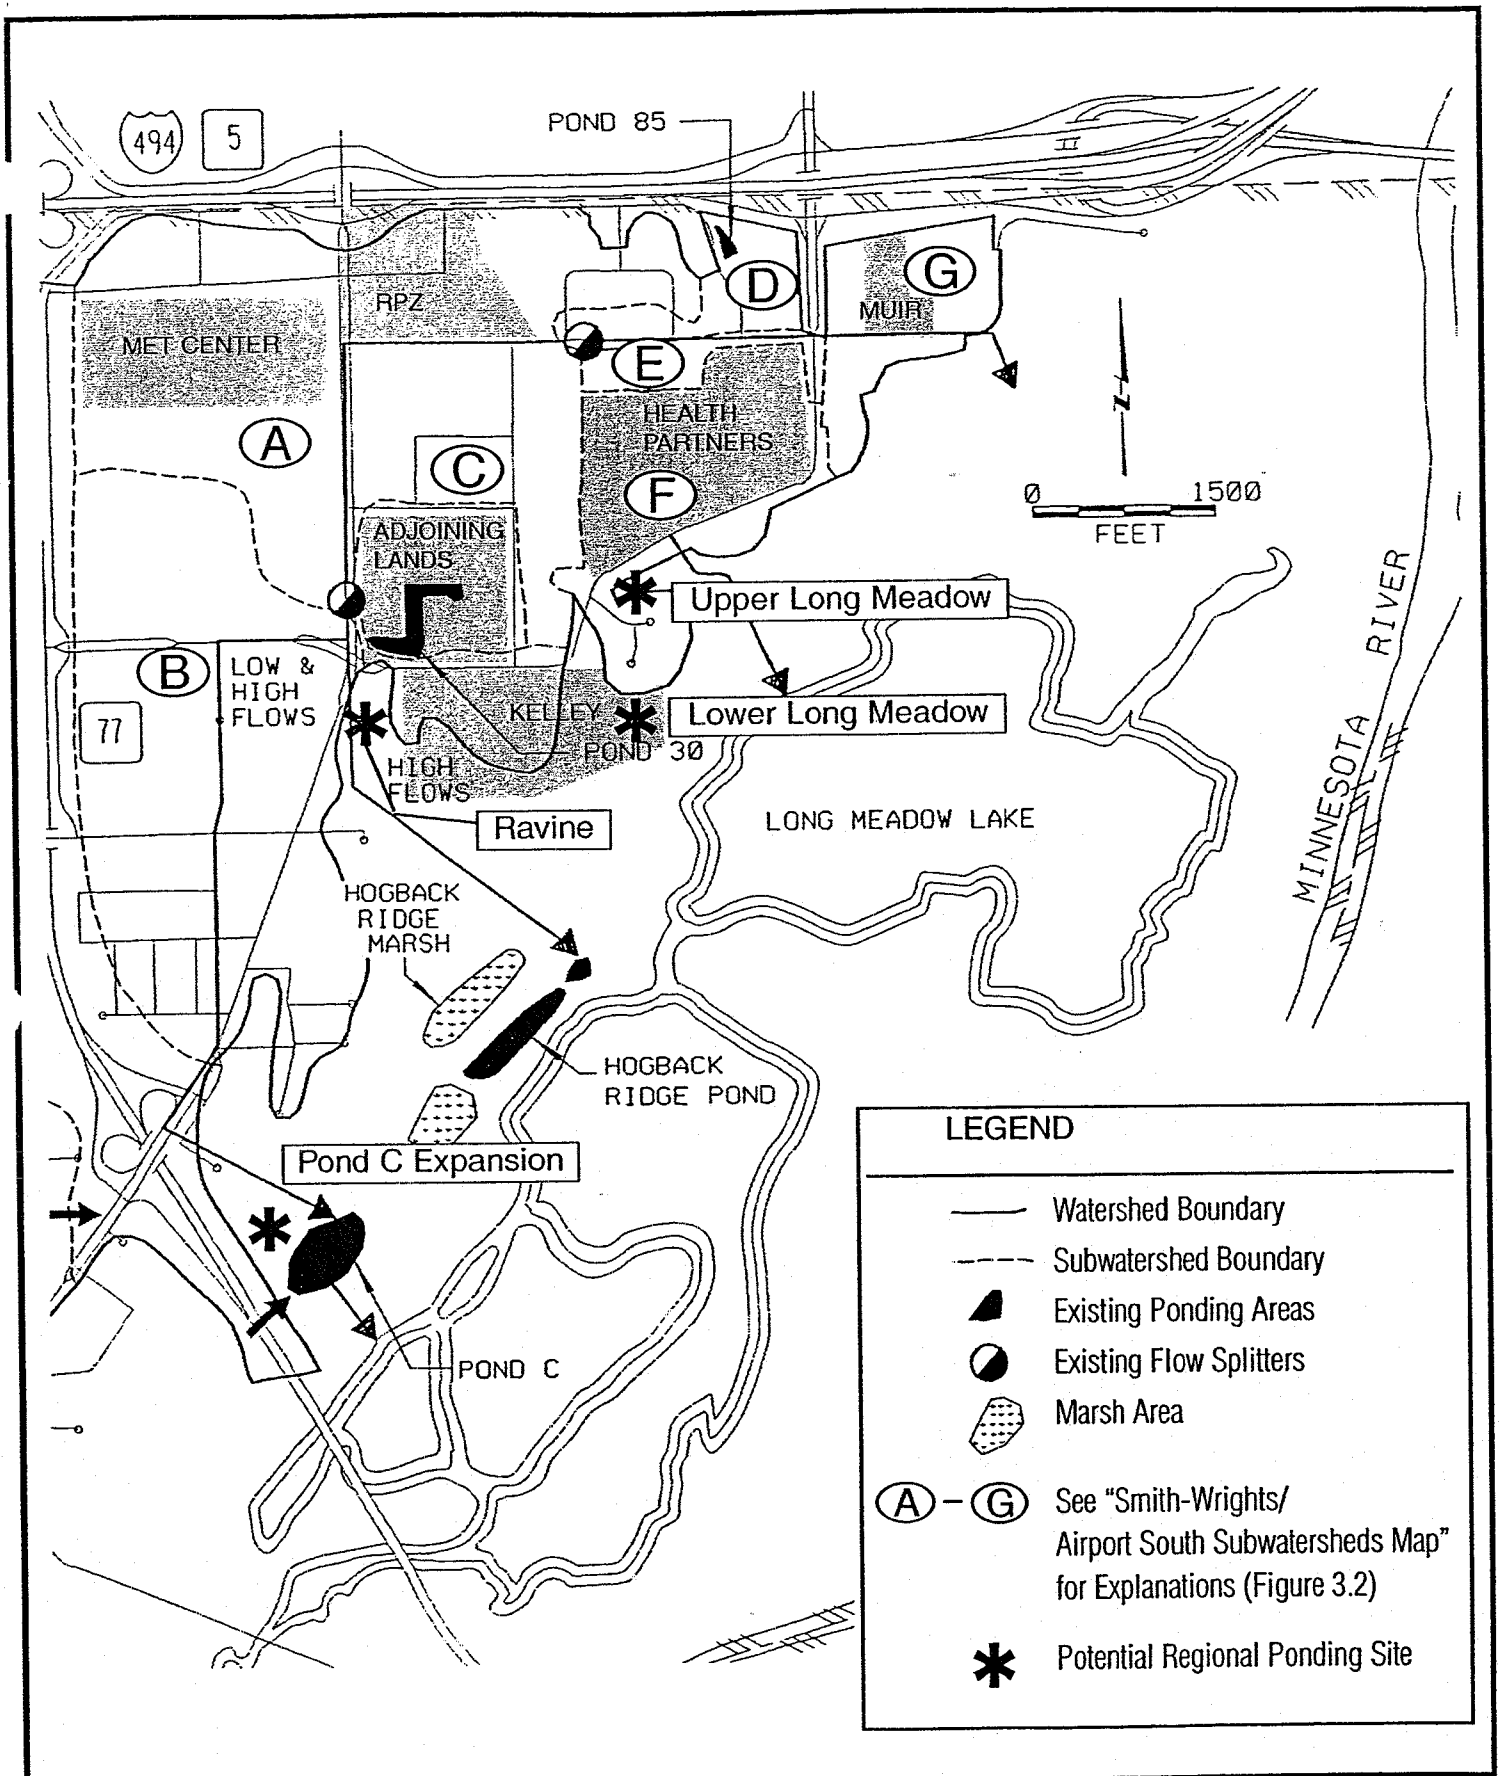 494
5
POND 85
RPZ
MET CENTER
D
G
MUIR
E
HEALTH
PARTNERS
A
C
F
0 1500
FEET
ADJOINING
LANDS
Upper Long Meadow
MINNESOTA RIVER
B
LOW &
HIGH
FLOWS
77
KELLEY
Lower Long Meadow
POND 30
HIGH
FLOWS
Ravine
LONG MEADOW LAKE
HOGBACK
RIDGE
MARSH
HOGBACK
RIDGE POND
Pond C Expansion
POND C
LEGEND
Watershed Boundary
Subwatershed Boundary
Existing Ponding Areas
Existing Flow Splitters
Marsh Area
A - G See "Smith-Wrights/
Airport South Subwatersheds Map"
for Explanations (Figure 3.2)
Potential Regional Ponding Site